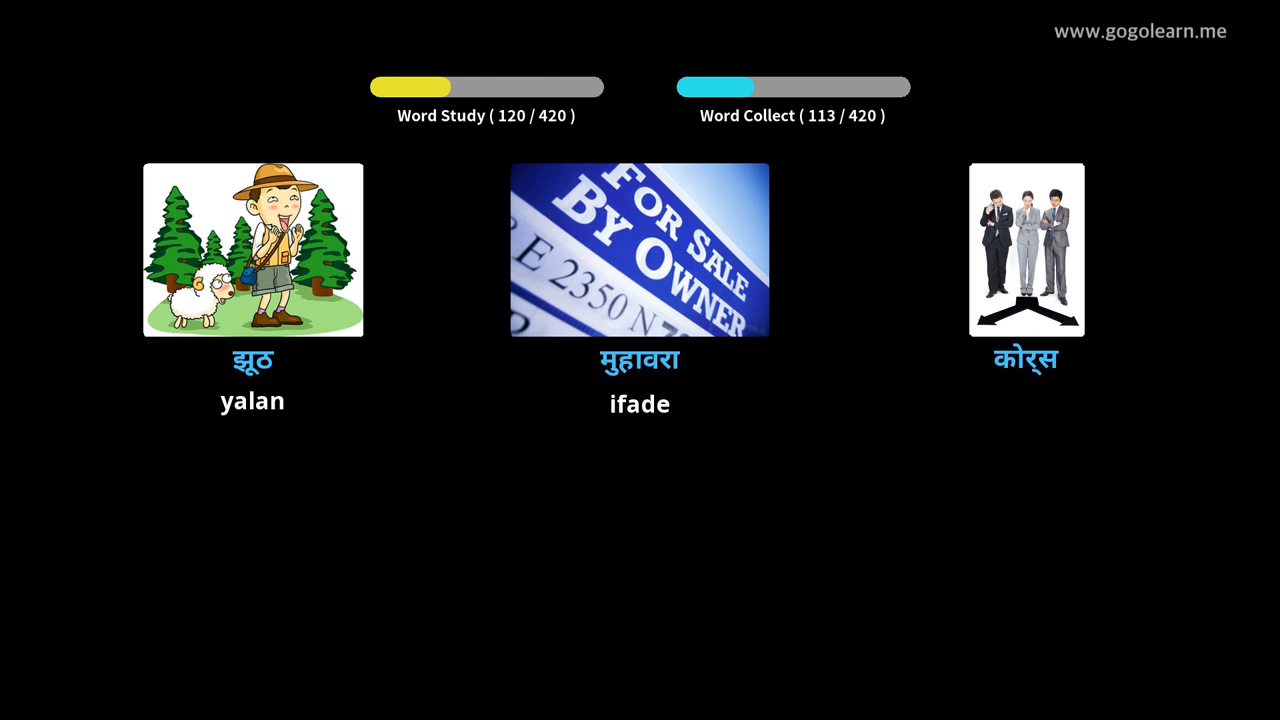 www.gogolearn.me
Word Study ( 120 / 420 )
Word Collect ( 113 / 420 )
FOR SALE
BY OWNER
E 2350 N
झूठ
मुहावरा
कोर्स
yalan
ifade